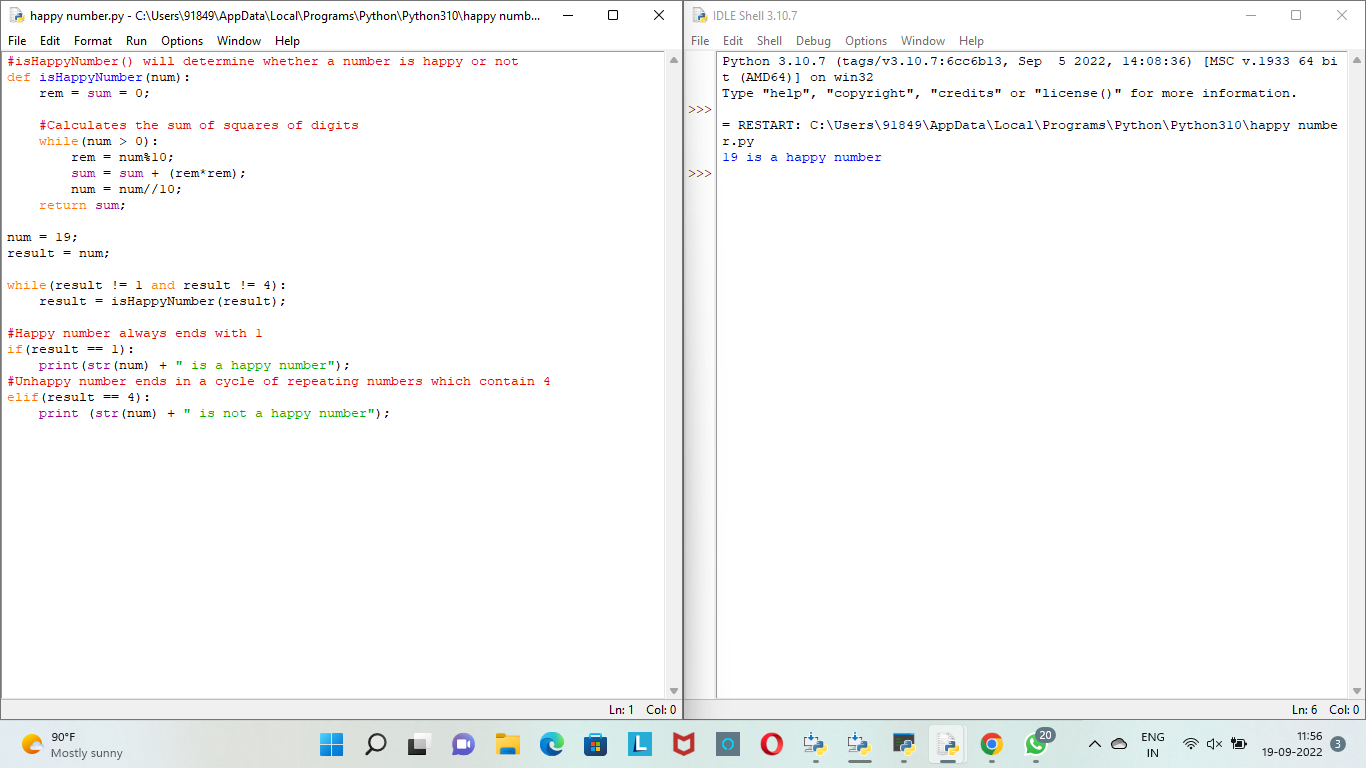 happy number.py - C:\Users\91849\AppData\Local\Programs\Python\Python310\happy numb...
File Edit Format Run Options Window Help
#isHappyNumber() will determine whether a number is happy or not
def isHappyNumber(num):
    rem = sum = 0;

    #Calculates the sum of squares of digits
    while(num > 0):
        rem = num%10;
        sum = sum + (rem*rem);
        num = num//10;
    return sum;

num = 19;
result = num;

while(result != 1 and result != 4):
    result = isHappyNumber(result);

#Happy number always ends with 1
if(result == 1):
    print(str(num) + " is a happy number");
#Unhappy number ends in a cycle of repeating numbers which contain 4
elif(result == 4):
    print (str(num) + " is not a happy number");
Ln: 1 Col: 0
IDLE Shell 3.10.7
File Edit Shell Debug Options Window Help
Python 3.10.7 (tags/v3.10.7:6cc6b13, Sep  5 2022, 14:08:36) [MSC v.1933 64 bi
t (AMD64)] on win32
Type "help", "copyright", "credits" or "license()" for more information.
>>>
= RESTART: C:\Users\91849\AppData\Local\Programs\Python\Python310\happy numbe
r.py
19 is a happy number
>>>
Ln: 6 Col: 0
90°F
Mostly sunny
L
20
ENG
IN
11:56
19-09-2022
3